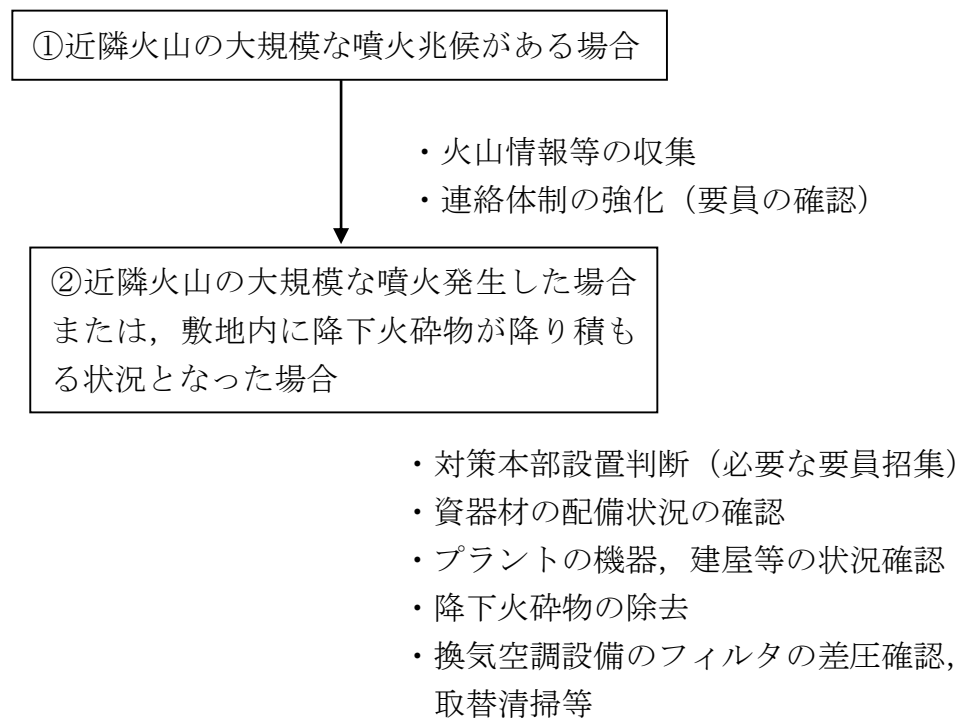 ①近隣火山の大規模な噴火兆候がある場合
・火山情報等の収集
・連絡体制の強化（要員の確認）
②近隣火山の大規模な噴火発生した場合
または，敷地内に降下火砕物が降り積も
る状況となった場合
・対策本部設置判断（必要な要員招集）
・資器材の配備状況の確認
・プラントの機器，建屋等の状況確認
・降下火砕物の除去
・換気空調設備のフィルタの差圧確認，
取替清掃等